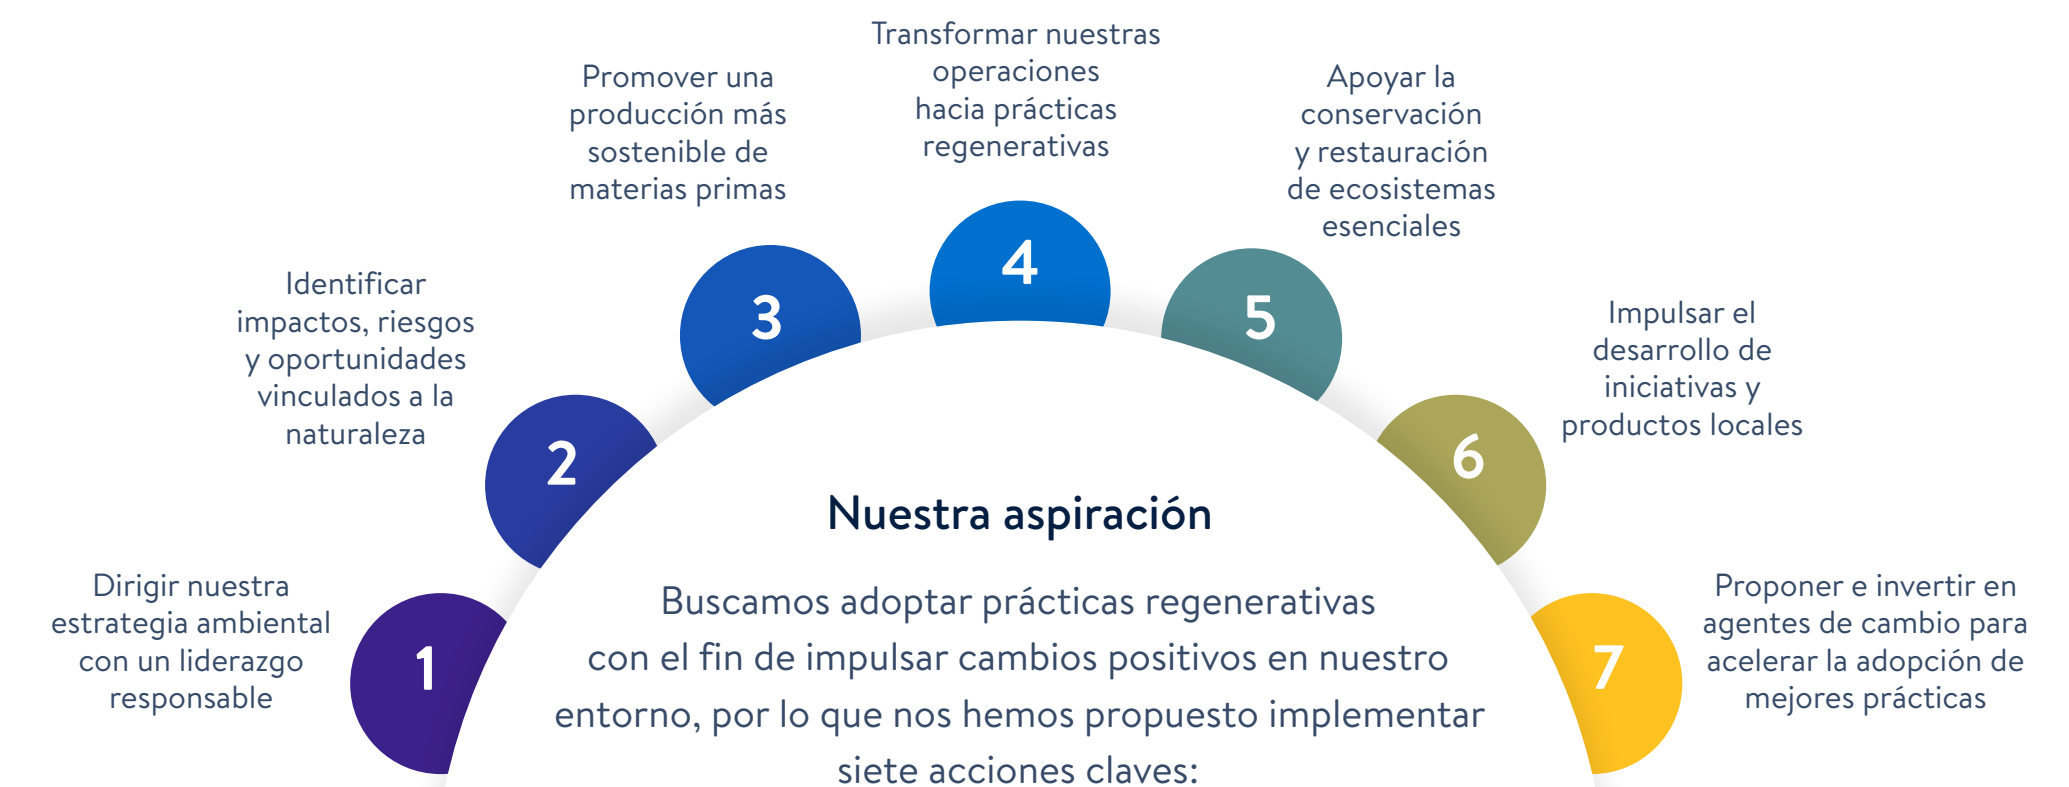 Nuestra aspiración
Buscamos adoptar prácticas regenerativas
con el fin de impulsar cambios positivos en nuestro
entorno, por lo que nos hemos propuesto implementar
siete acciones claves:
1
Dirigir nuestra
estrategia ambiental
con un liderazgo
responsable
2
Identificar
impactos, riesgos
y oportunidades
vinculados a la
naturaleza
3
Promover una
producción más
sostenible de
materias primas
4
Transformar nuestras
operaciones
hacia prácticas
regenerativas
5
Apoyar la
conservación
y restauración
de ecosistemas
esenciales
6
Impulsar el
desarrollo de
iniciativas y
productos locales
7
Proponer e invertir en
agentes de cambio para
acelerar la adopción de
mejores prácticas